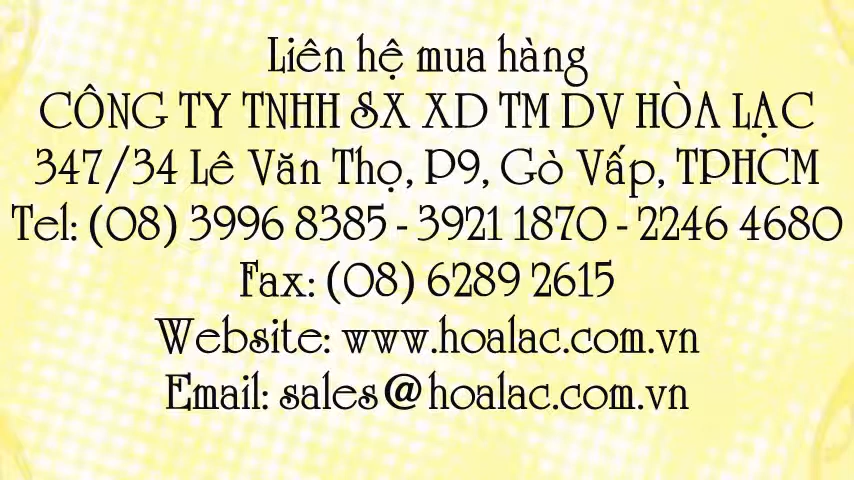 Liên hệ mua hàng
CÔNG TY TNHH SX XD TM DV HÒA LẠC
347/34 Lê Văn Thọ, P9, Gò Vấp, TPHCM
Tel: (08) 3996 8385 - 3921 1870 - 2246 4680
Fax: (08) 6289 2615
Website: www.hoalac.com.vn
Email: sales@hoalac.com.vn